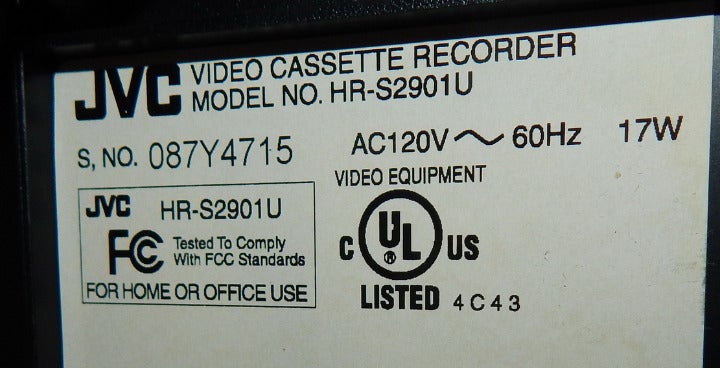 JVC VIDEO CASSETTE RECORDER
MODEL NO. HR-S2901U
S, NO. 087Y4715
AC120V ~ 60Hz 17W
VIDEO EQUIPMENT
JVC HR-S2901U
FC Tested To Comply
With FCC Standards
FOR HOME OR OFFICE USE
C UL® US
LISTED 4C43